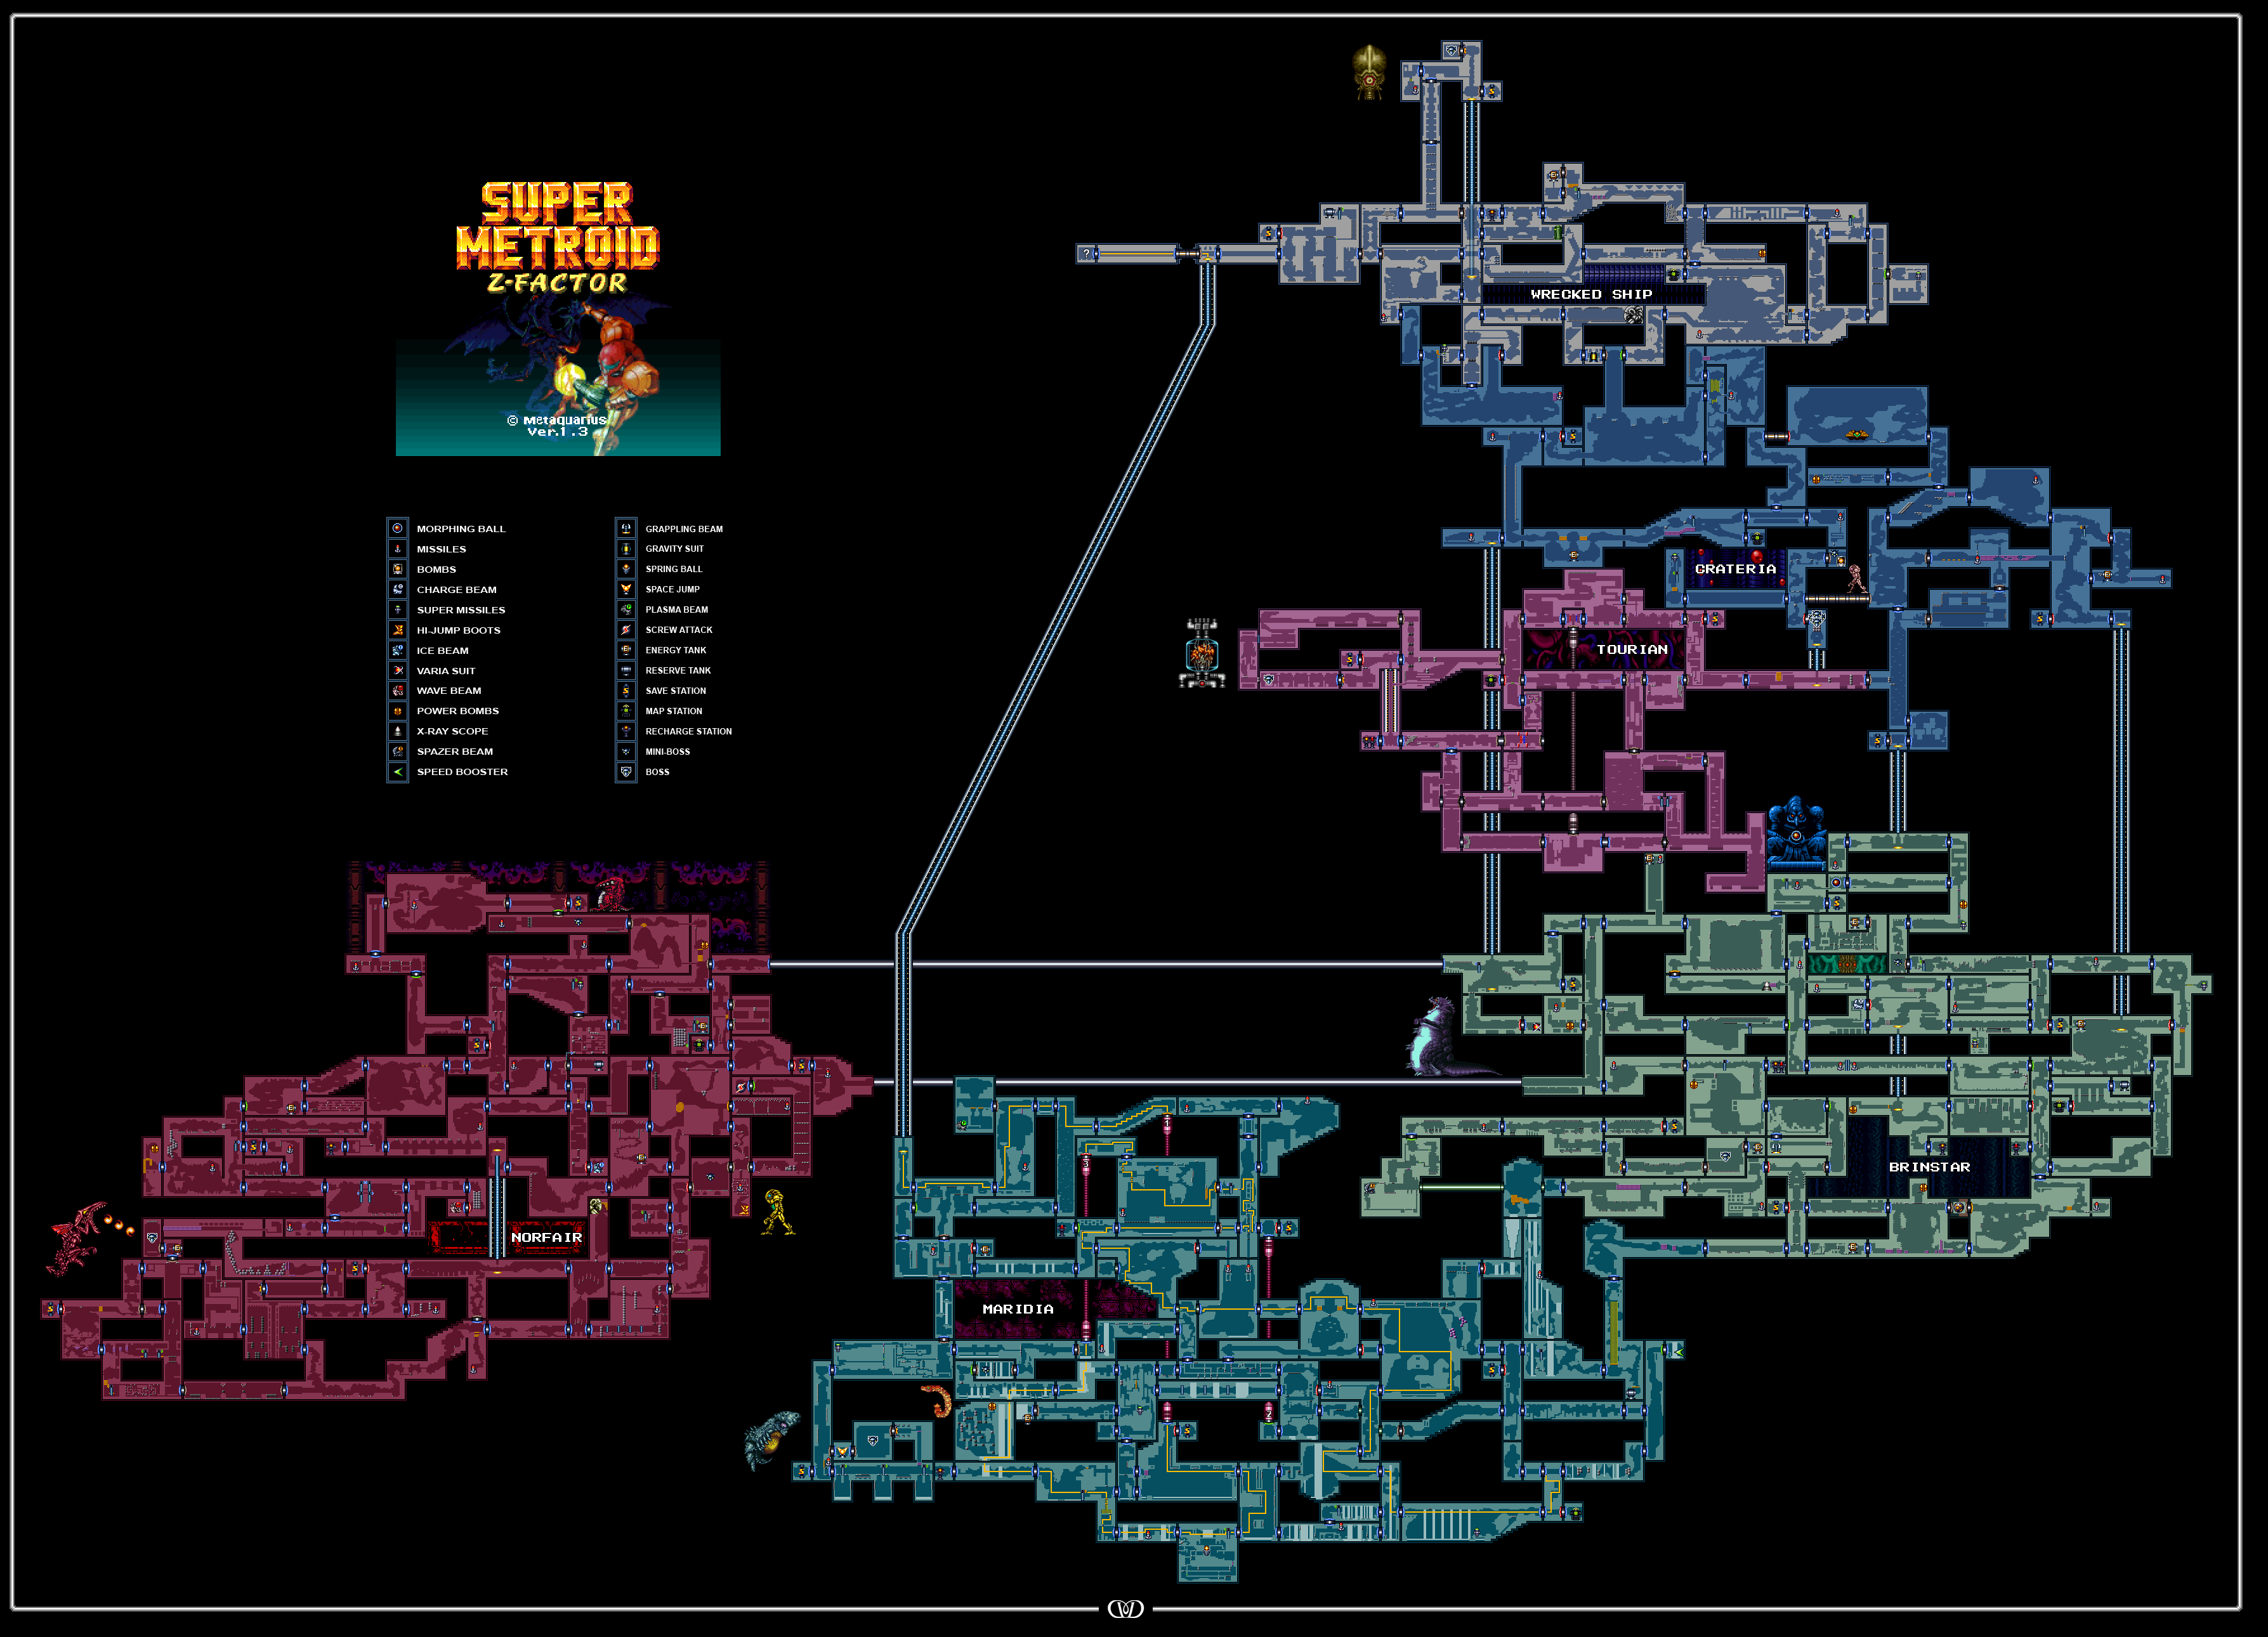 SUPER
METROID
Z-FACTOR
© Metaquarius
Ver.1.3
MORPHING BALL
MISSILES
BOMBS
CHARGE BEAM
SUPER MISSILES
HI-JUMP BOOTS
ICE BEAM
VARIA SUIT
WAVE BEAM
POWER BOMBS
X-RAY SCOPE
SPAZER BEAM
SPEED BOOSTER
GRAPPLING BEAM
GRAVITY SUIT
SPRING BALL
SPACE JUMP
PLASMA BEAM
SCREW ATTACK
ENERGY TANK
RESERVE TANK
SAVE STATION
MAP STATION
RECHARGE STATION
MINI-BOSS
BOSS
?
WRECKED SHIP
CRATERIA
TOURIAN
BRINSTAR
NORFAIR
MARIDIA